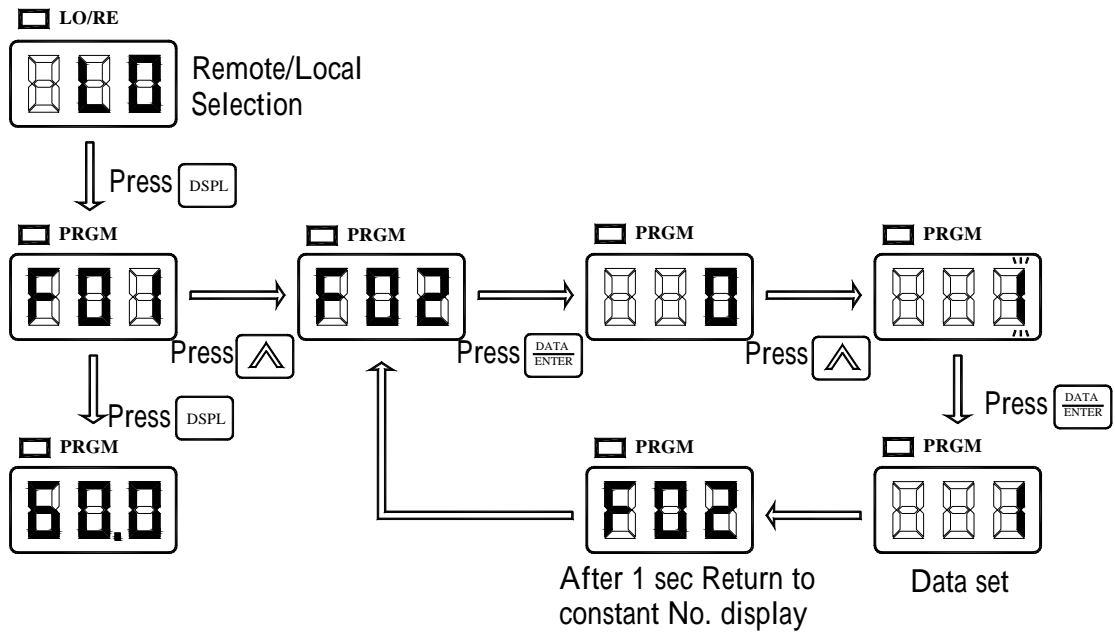 LO/RE
LO
Remote/Local
Selection
Press DSPL
PRGM
F01
Press
PRGM
F02
Press DATA
ENTER
PRGM
0
Press
PRGM
1
Press DSPL
PRGM
60.0
Press DATA
ENTER
PRGM
1
Data set
PRGM
F02
After 1 sec Return to
constant No. display